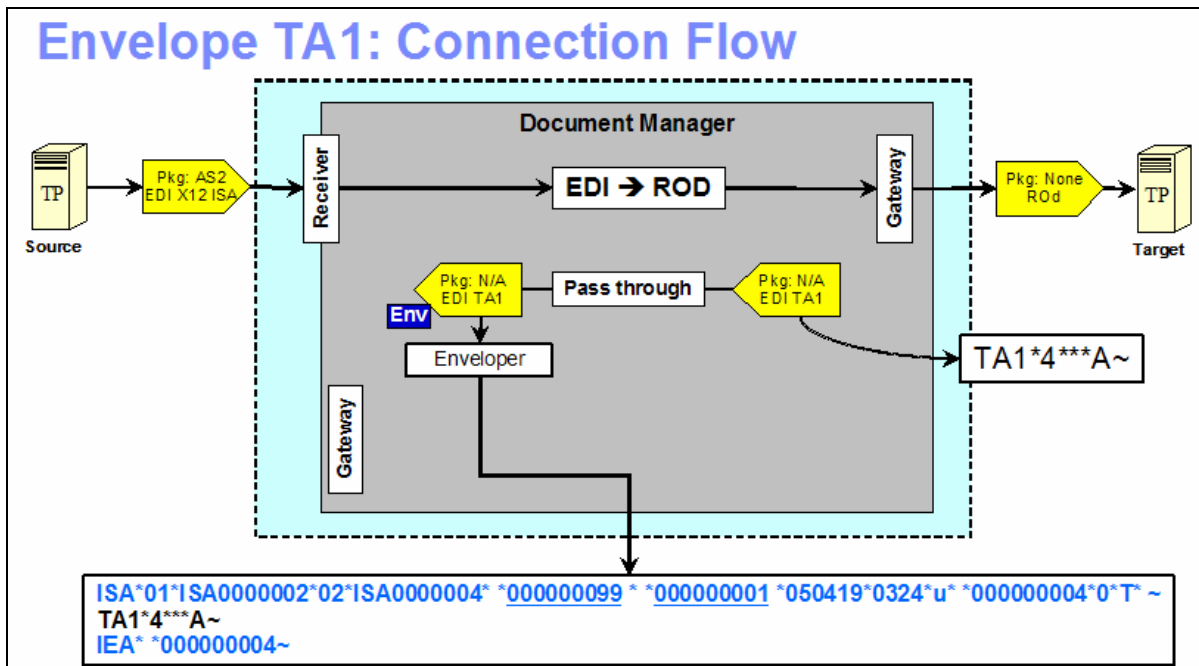 Envelope TA1: Connection Flow
Document Manager
TP
Source
Pkg: AS2
EDI X12 ISA
Receiver
EDI ➔ ROD
Gateway
Pkg: None
ROd
TP
Target
Pkg: N/A
EDI TA1
Env
Pass through
Pkg: N/A
EDI TA1
Enveloper
TA1*4***A~
Gateway
ISA*01*ISA0000002*02*ISA0000004* *000000099 * *000000001 *050419*0324*u* *000000004*0*T* ~
TA1*4***A~
IEA* *000000004~